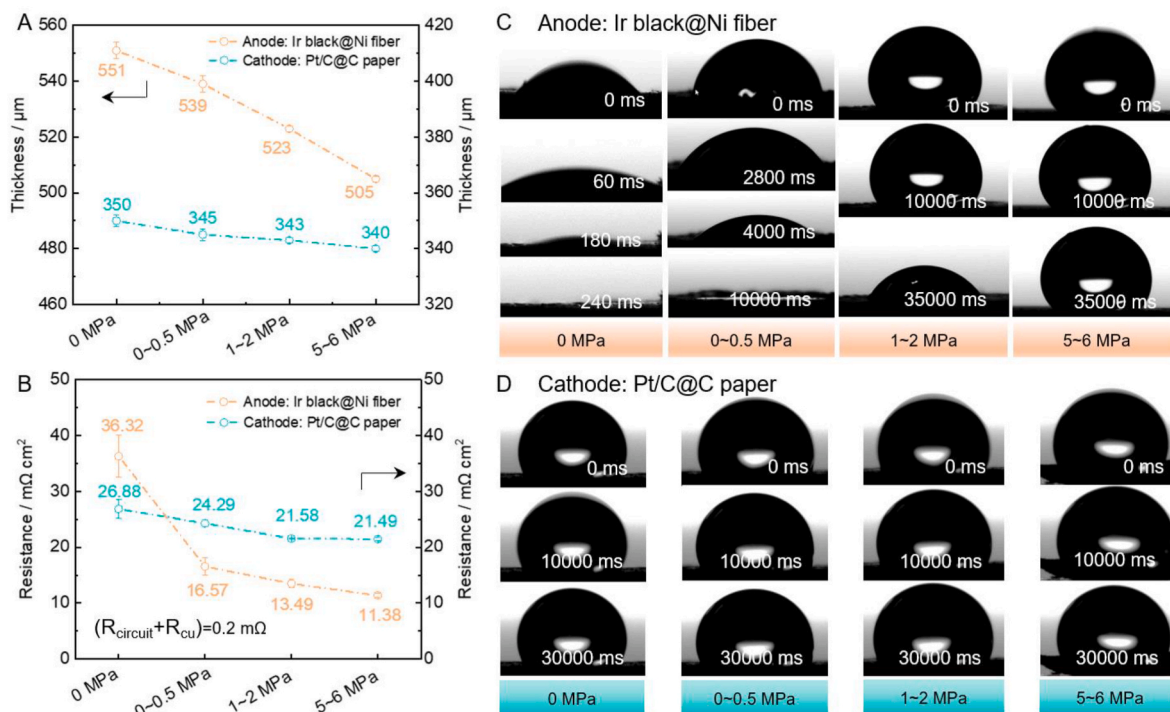 A
560
540
520
500
480
460
Thickness / µm
420
400
380
360
340
320
Thickness / µm
Anode: Ir black@Ni fiber
Cathode: Pt/C@C paper
551
539
523
505
350
345
343
340
0 MPa
0~0.5 MPa
1~2 MPa
5~6 MPa
B
50
40
30
20
10
0
Resistance / mΩ cm²
50
40
30
20
10
0
Resistance / mΩ cm²
Anode: Ir black@Ni fiber
Cathode: Pt/C@C paper
36.32
26.88
24.29
21.58
21.49
16.57
13.49
11.38
(Rcircuit+Rcu)=0.2 mΩ
0 MPa
0~0.5 MPa
1~2 MPa
5~6 MPa
C Anode: Ir black@Ni fiber
0 ms
0 ms
0 ms
0 ms
60 ms
2800 ms
10000 ms
10000 ms
180 ms
4000 ms
240 ms
10000 ms
35000 ms
35000 ms
0 MPa
0~0.5 MPa
1~2 MPa
5~6 MPa
D Cathode: Pt/C@C paper
0 ms
0 ms
0 ms
0 ms
10000 ms
10000 ms
10000 ms
10000 ms
30000 ms
30000 ms
30000 ms
30000 ms
0 MPa
0~0.5 MPa
1~2 MPa
5~6 MPa